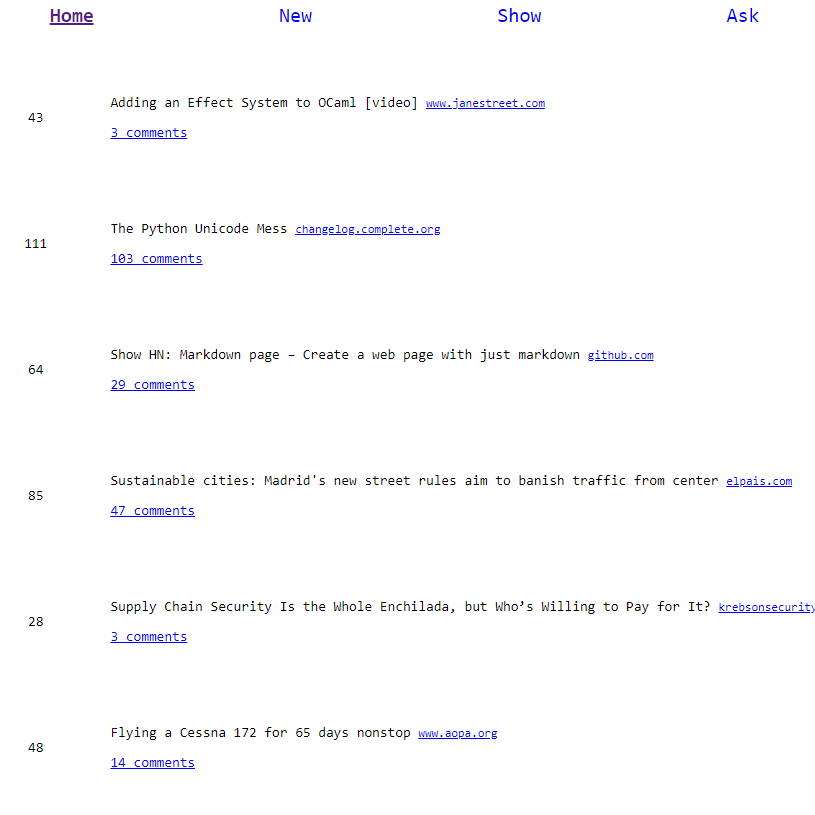 Home New Show Ask
43
Adding an Effect System to OCaml [video] www.janestreet.com
3 comments
111
The Python Unicode Mess changelog.complete.org
103 comments
64
Show HN: Markdown page – Create a web page with just markdown github.com
29 comments
85
Sustainable cities: Madrid's new street rules aim to banish traffic from center elpais.com
47 comments
28
Supply Chain Security Is the Whole Enchilada, but Who’s Willing to Pay for It? krebsonsecurity
3 comments
48
Flying a Cessna 172 for 65 days nonstop www.aopa.org
14 comments